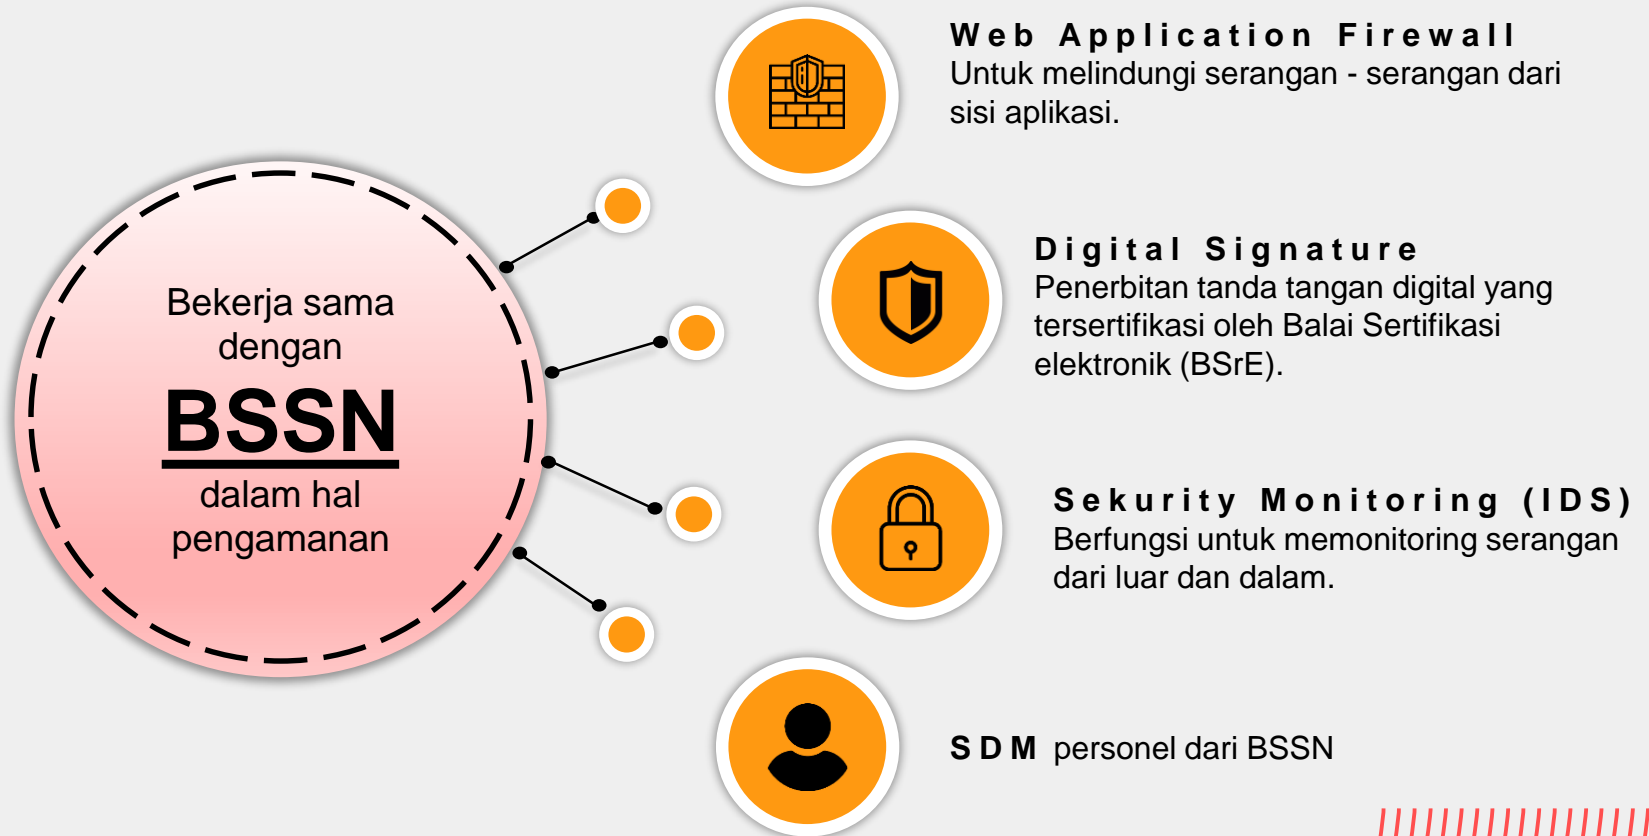 Bekerja sama
dengan
BSSN
dalam hal
pengamanan
Web Application Firewall
Untuk melindungi serangan - serangan dari
sisi aplikasi.
Digital Signature
Penerbitan tanda tangan digital yang
tersertifikasi oleh Balai Sertifikasi
elektronik (BSrE).
Sekurity Monitoring (IDS)
Berfungsi untuk memonitoring serangan
dari luar dan dalam.
SDM personel dari BSSN